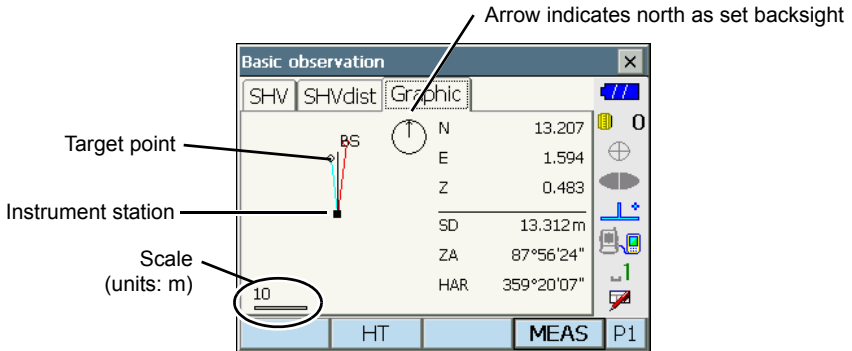 Arrow indicates north as set backsight
Basic observation
SHV SHVdist Graphic
Target point
BS
N 13.207
0
E 1.594
Z 0.483
Instrument station
SD 13.312 m
Scale
(units: m)
ZA 87°56'24"
HAR 359°20'07"
1
10
HT MEAS P1